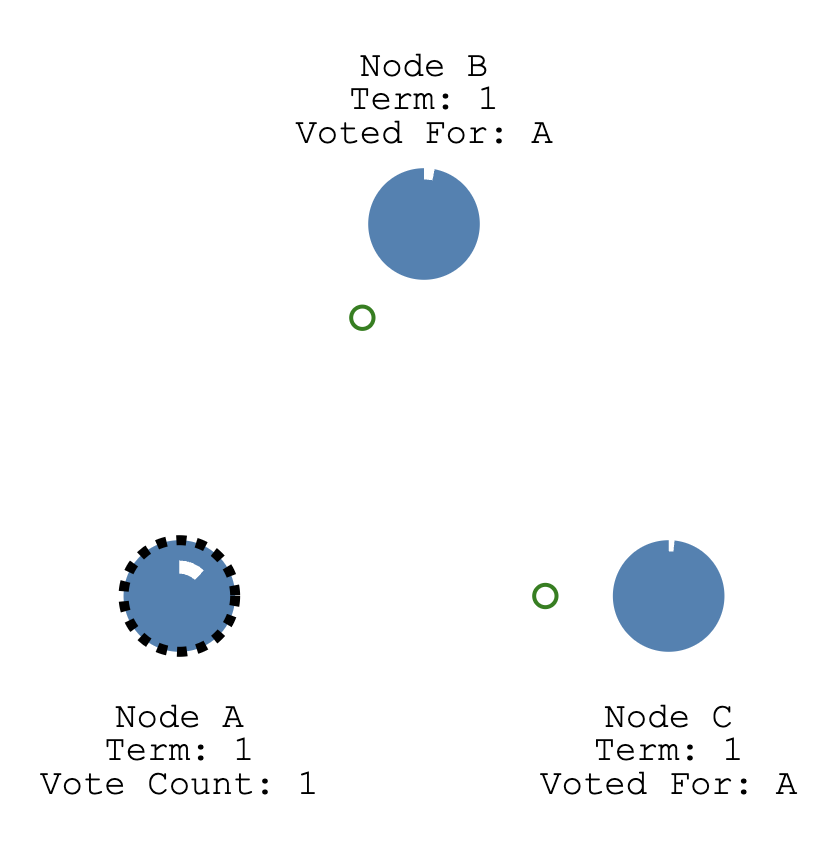 Node B
Term: 1
Voted For: A
Node A
Term: 1
Vote Count: 1
Node C
Term: 1
Voted For: A